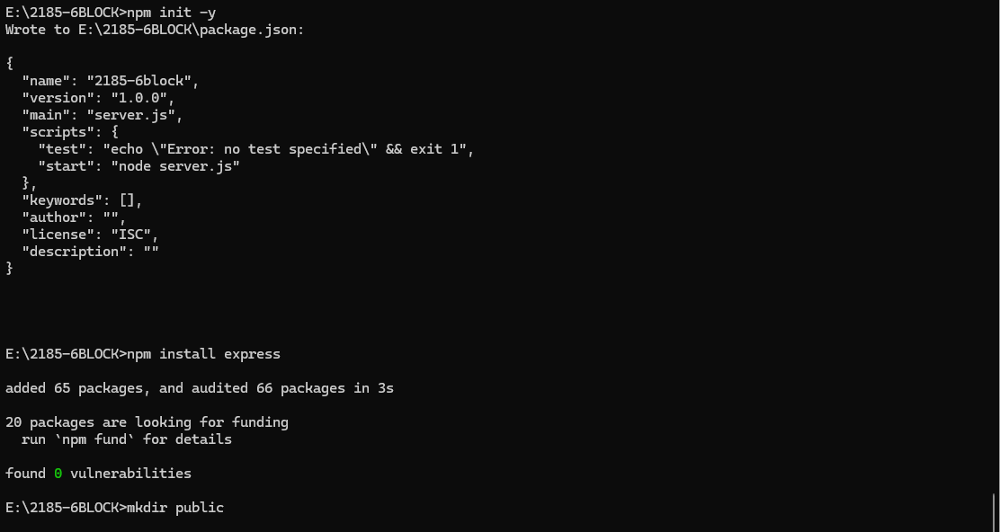 E:\2185-6BLOCK>npm init -y
Wrote to E:\2185-6BLOCK\package.json:
{
  "name": "2185-6block",
  "version": "1.0.0",
  "main": "server.js",
  "scripts": {
    "test": "echo \"Error: no test specified\" && exit 1",
    "start": "node server.js"
  },
  "keywords": [],
  "author": "",
  "license": "ISC",
  "description": ""
}
E:\2185-6BLOCK>npm install express
added 65 packages, and audited 66 packages in 3s
20 packages are looking for funding
  run `npm fund` for details
found 0 vulnerabilities
E:\2185-6BLOCK>mkdir public